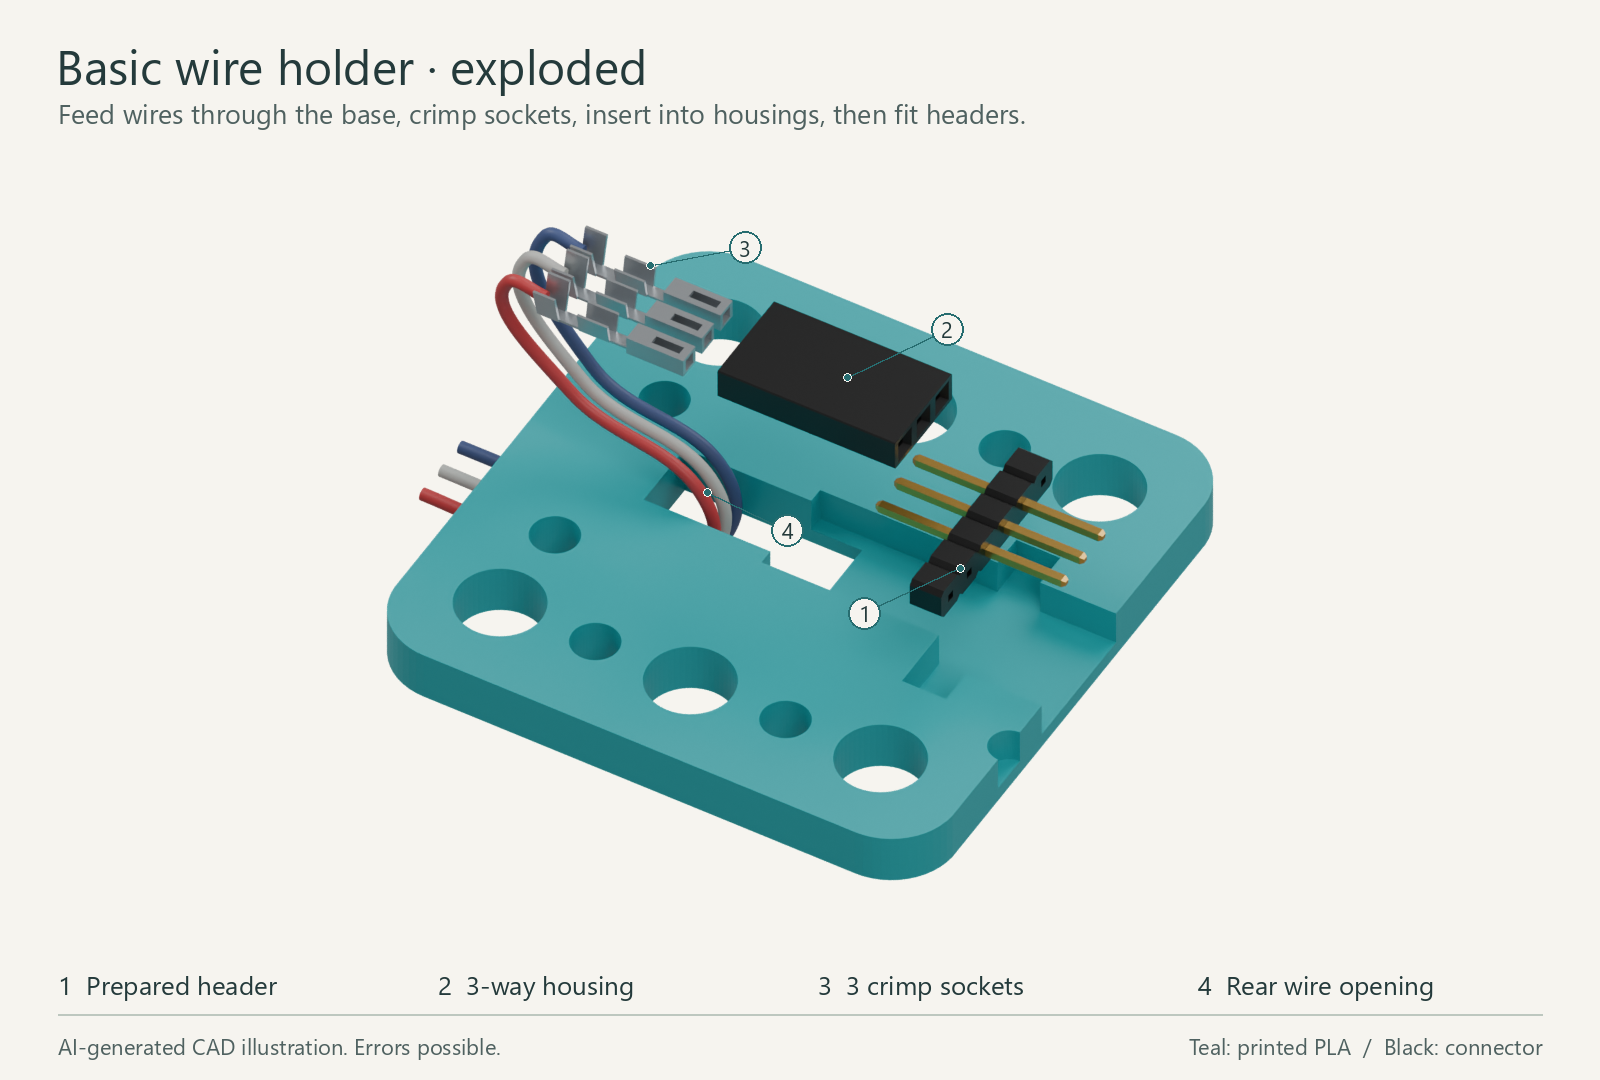 Basic wire holder · exploded
Feed wires through the base, crimp sockets, insert into housings, then fit headers.
3
2
4
1
1 Prepared header
2 3-way housing
3 3 crimp sockets
4 Rear wire opening
AI-generated CAD illustration. Errors possible.
Teal: printed PLA / Black: connector